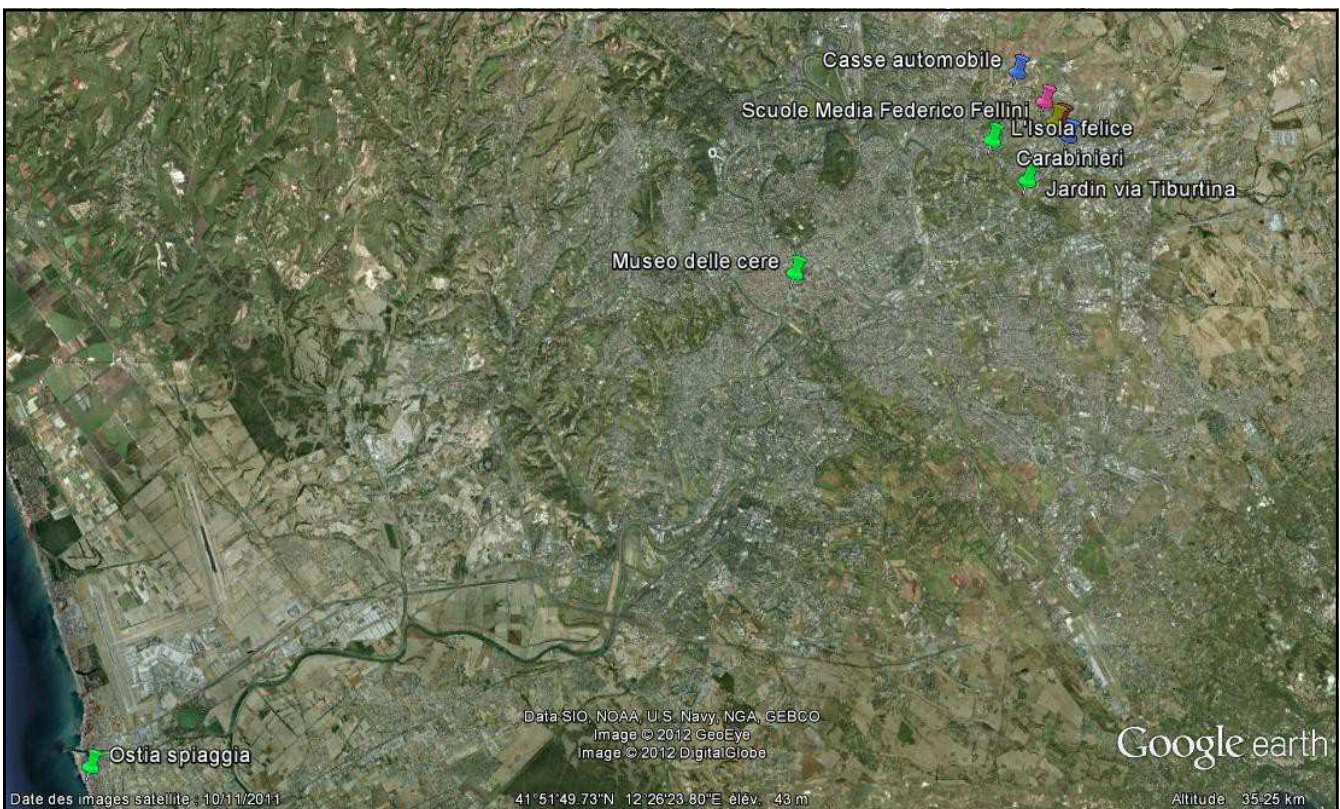 Casse automobile
Scuole Media Federico Fellini
L'Isola felice
Carabinieri
Jardin via Tiburtina
Museo delle cere
Ostia spiaggia
Data SIO, NOAA, U.S. Navy, NGA, GEBCO
Image © 2012 GeoEye
Image © 2012 DigitalGlobe
Google earth
Date des images satellite : 10/11/2011
41°51'49.73"N 12°26'23.80"E élév. 43 m
Altitude 35.25 km